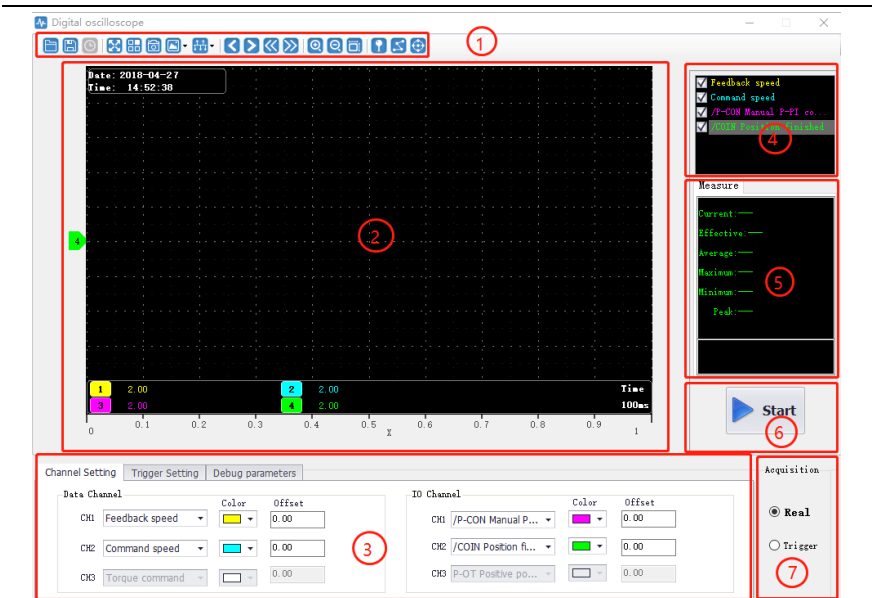 Digital oscilloscope
1
Date: 2018-04-27
Time: 14:52:38
4
2
1 2.00 2 2.00 Time
3 2.00 4 2.00 100ms
0 0.1 0.2 0.3 0.4 0.5 0.6 0.7 0.8 0.9 1
X
Feedback speed
Command speed
/P-CON Manual P-PI co...
/COIN Position finished
4
Measure
Current:
Effective:
Average:
Maximum:
Minimum:
Peak:
5
Start
6
Channel Setting Trigger Setting Debug parameters
Data Channel
Color Offset
CH1 Feedback speed 0.00
CH2 Command speed 0.00
CH3 Torque command 0.00
3
IO Channel
Color Offset
CH1 /P-CON Manual P... 0.00
CH2 /COIN Position fi... 0.00
CH3 P-OT Positive po... 0.00
Acquisition
Real
Trigger
7